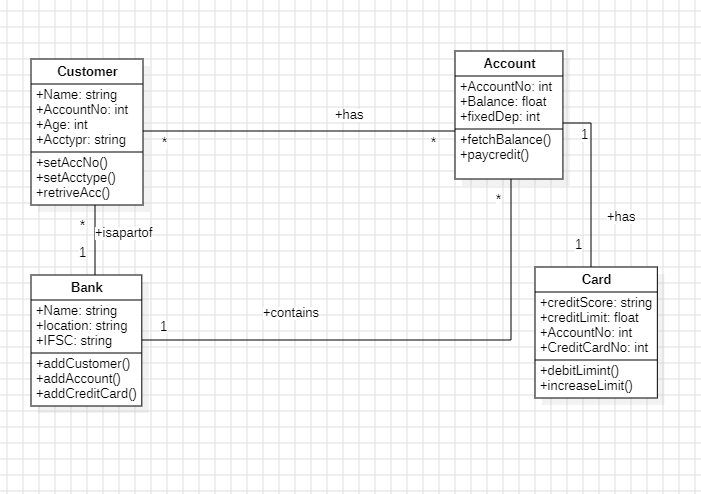 Customer
+Name: string
+AccountNo: int
+Age: int
+Acctypr: string
+setAccNo()
+setAcctype()
+retriveAcc()
+has
*
*
Account
+AccountNo: int
+Balance: float
+fixedDep: int
+fetchBalance()
+paycredit()
1
+has
1
*
+isapartof
1
*
Bank
+Name: string
+location: string
+IFSC: string
+addCustomer()
+addAccount()
+addCreditCard()
1
+contains
Card
+creditScore: string
+creditLimit: float
+AccountNo: int
+CreditCardNo: int
+debitLimint()
+increaseLimit()